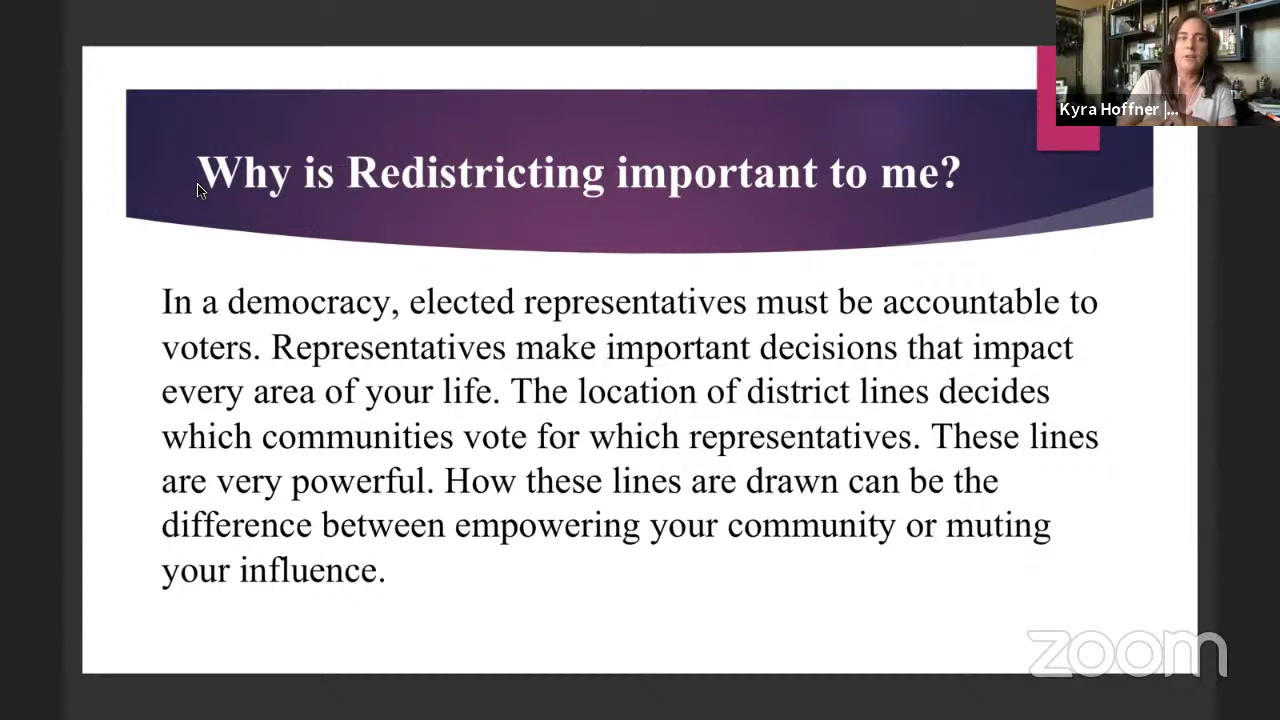 Kyra Hoffner |...
Why is Redistricting important to me?
In a democracy, elected representatives must be accountable to
voters. Representatives make important decisions that impact
every area of your life. The location of district lines decides
which communities vote for which representatives. These lines
are very powerful. How these lines are drawn can be the
difference between empowering your community or muting
your influence.
zoom